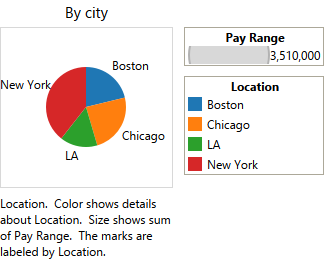 By city
Boston
New York
Chicago
LA
Pay Range
3,510,000
Location
Boston
Chicago
LA
New York
Location. Color shows details
about Location. Size shows sum
of Pay Range. The marks are
labeled by Location.